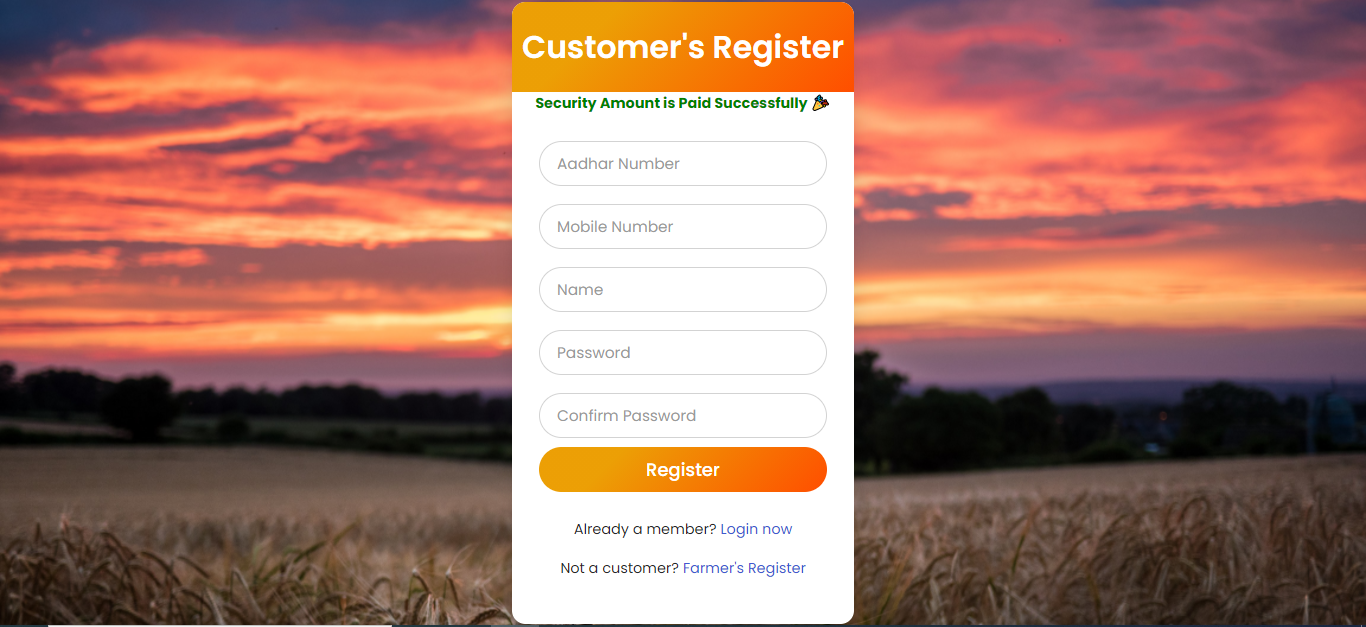 Customer's Register
Security Amount is Paid Successfully 🎉
Aadhar Number
Mobile Number
Name
Password
Confirm Password
Register
Already a member? Login now
Not a customer? Farmer's Register